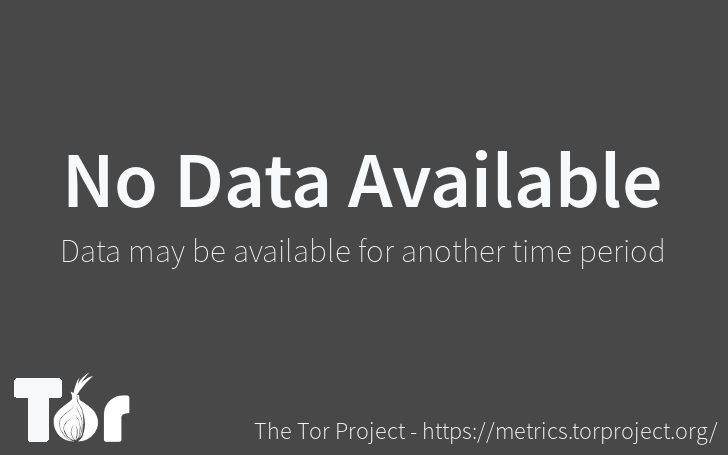 No Data Available
Data may be available for another time period
Tor
The Tor Project - https://metrics.torproject.org/